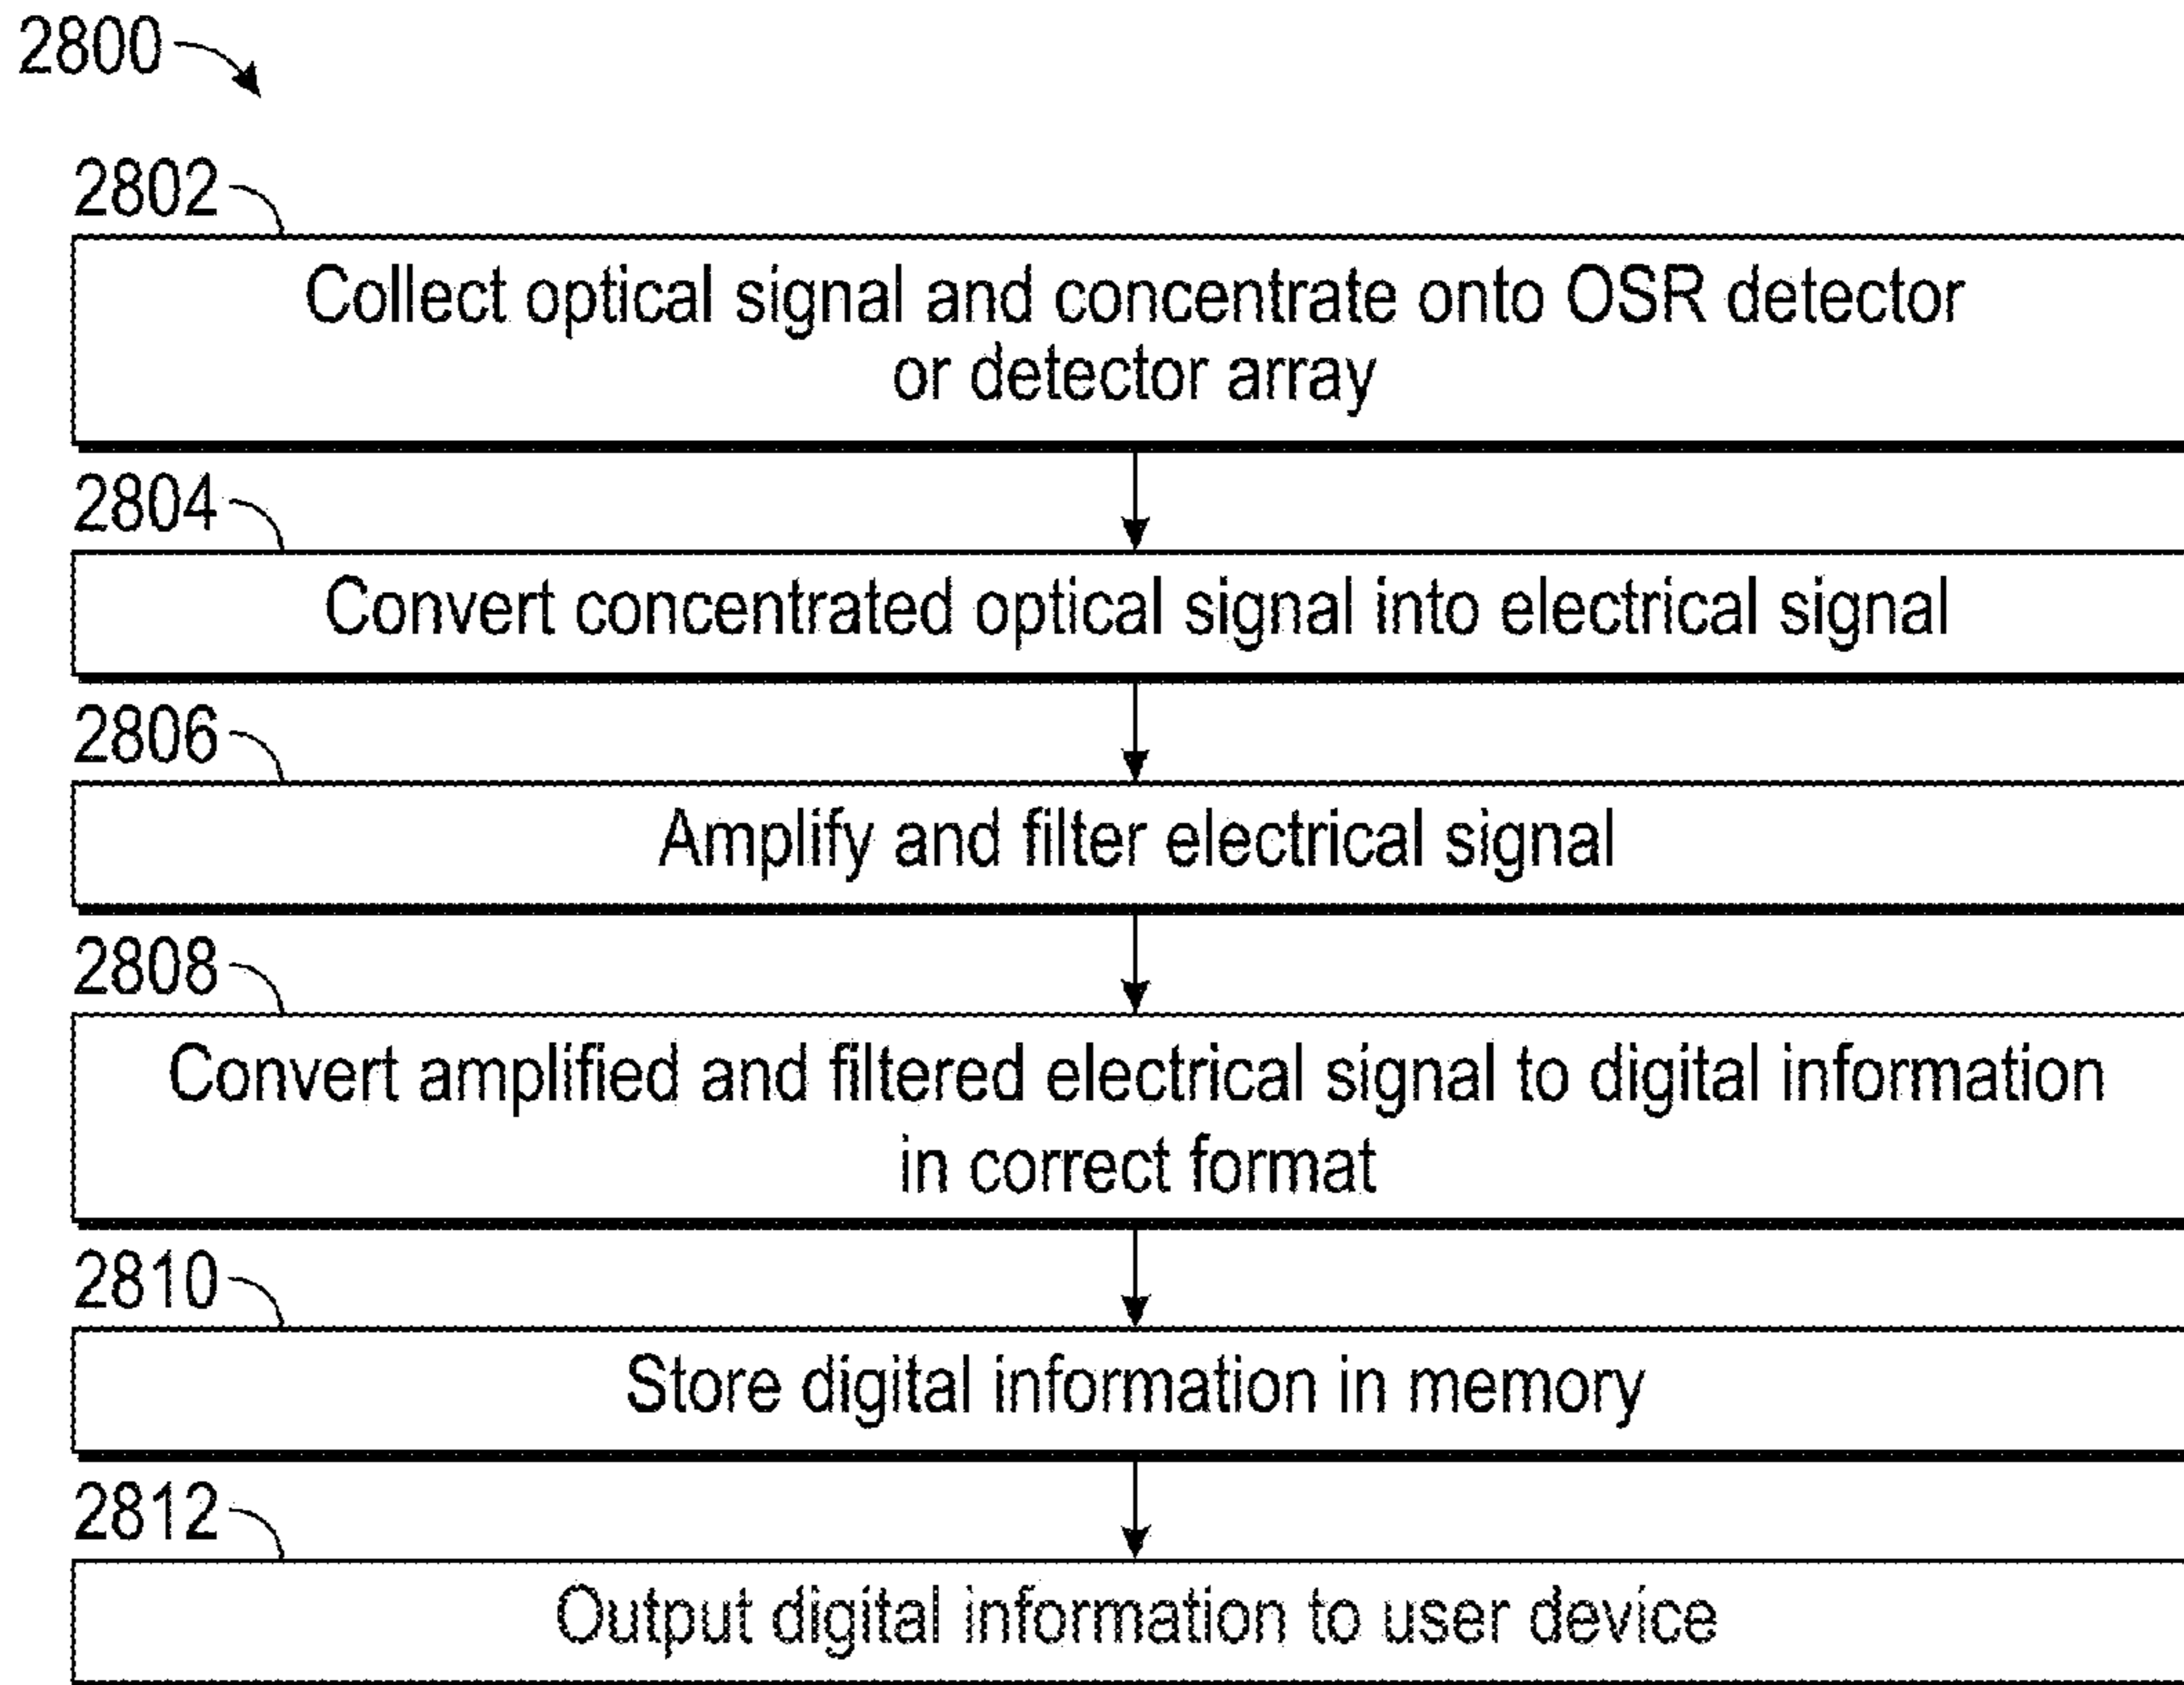 2800
2802
Collect optical signal and concentrate onto OSR detector
or detector array
2804
Convert concentrated optical signal into electrical signal
2806
Amplify and filter electrical signal
2808
Convert amplified and filtered electrical signal to digital information
in correct format
2810
Store digital information in memory
2812
Output digital information to user device